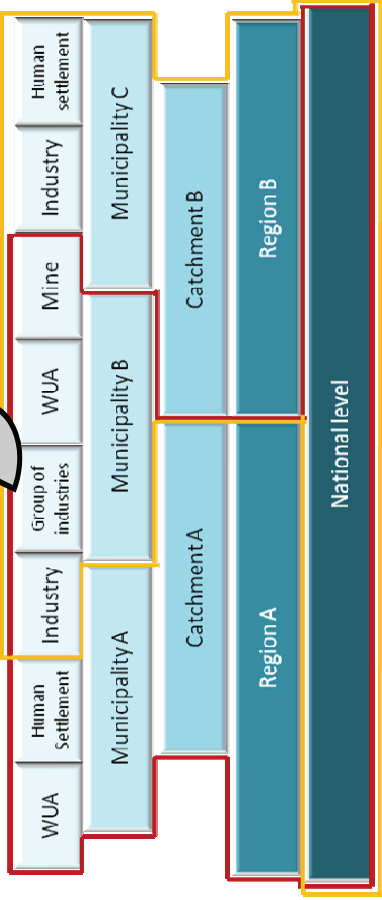 WUA
Human
Settlement
Industry
Group of
industries
WUA
Mine
Industry
Human
settlement
Municipality A
Municipality B
Municipality C
Catchment A
Catchment B
Region A
Region B
National level